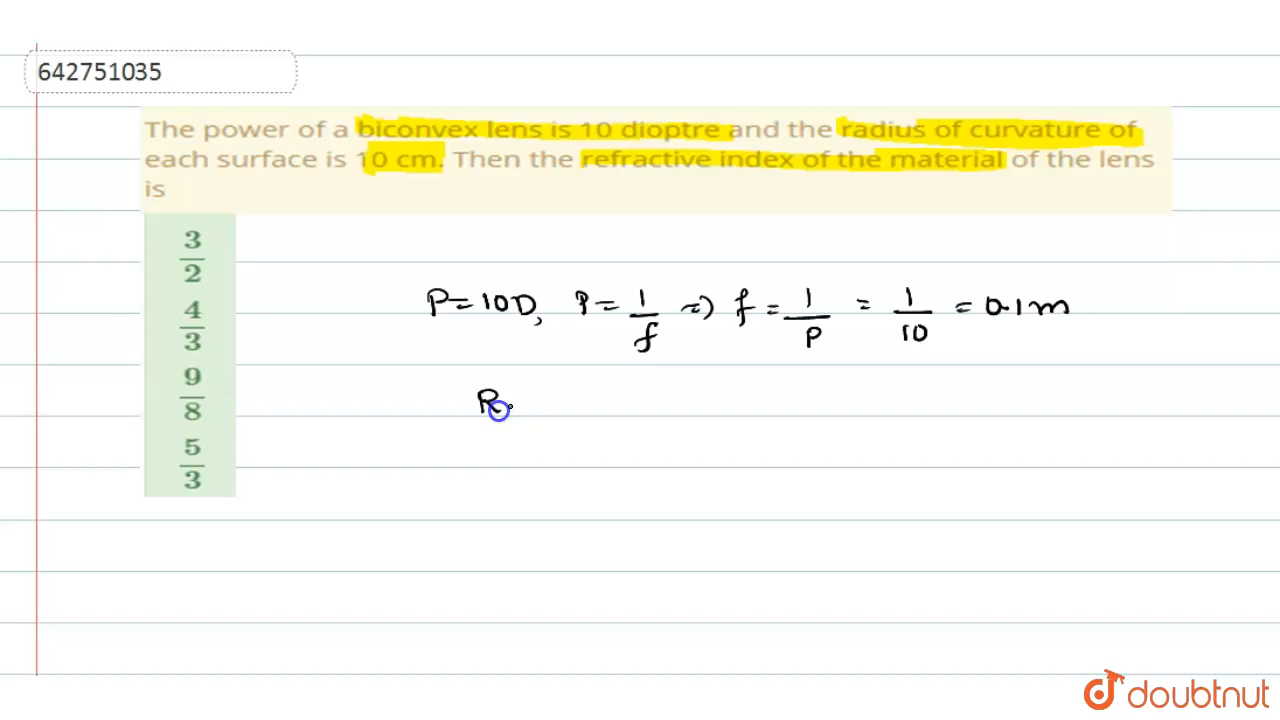 642751035
The power of a biconvex lens is 10 dioptre and the radius of curvature of
each surface is 10 cm. Then the refractive index of the material of the lens
is
3/2
4/3
9/8
5/3
P = 10D, P = 1/f => f = 1/P = 1/10 = 0.1m
R
doubtnut